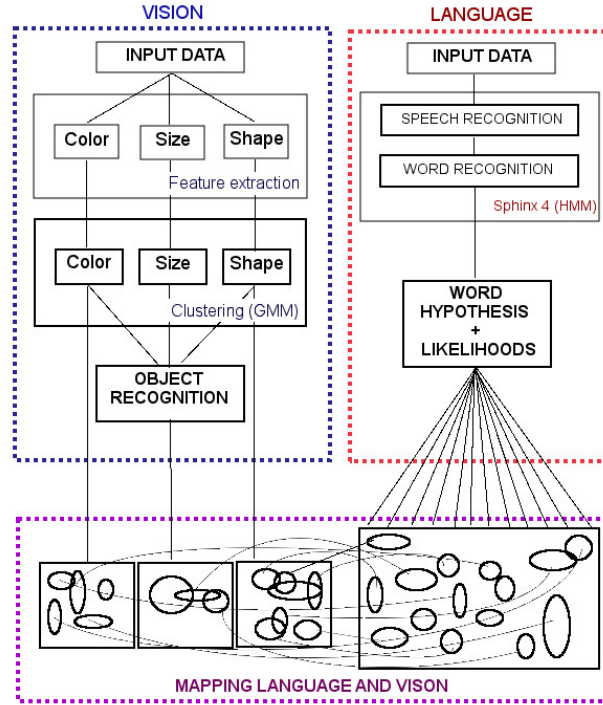 VISION
INPUT DATA
Color
Size
Shape
Feature extraction
Color
Size
Shape
Clustering (GMM)
OBJECT
RECOGNITION
LANGUAGE
INPUT DATA
SPEECH RECOGNITION
WORD RECOGNITION
Sphinx 4 (HMM)
WORD
HYPOTHESIS
+
LIKELIHOODS
MAPPING LANGUAGE AND VISON